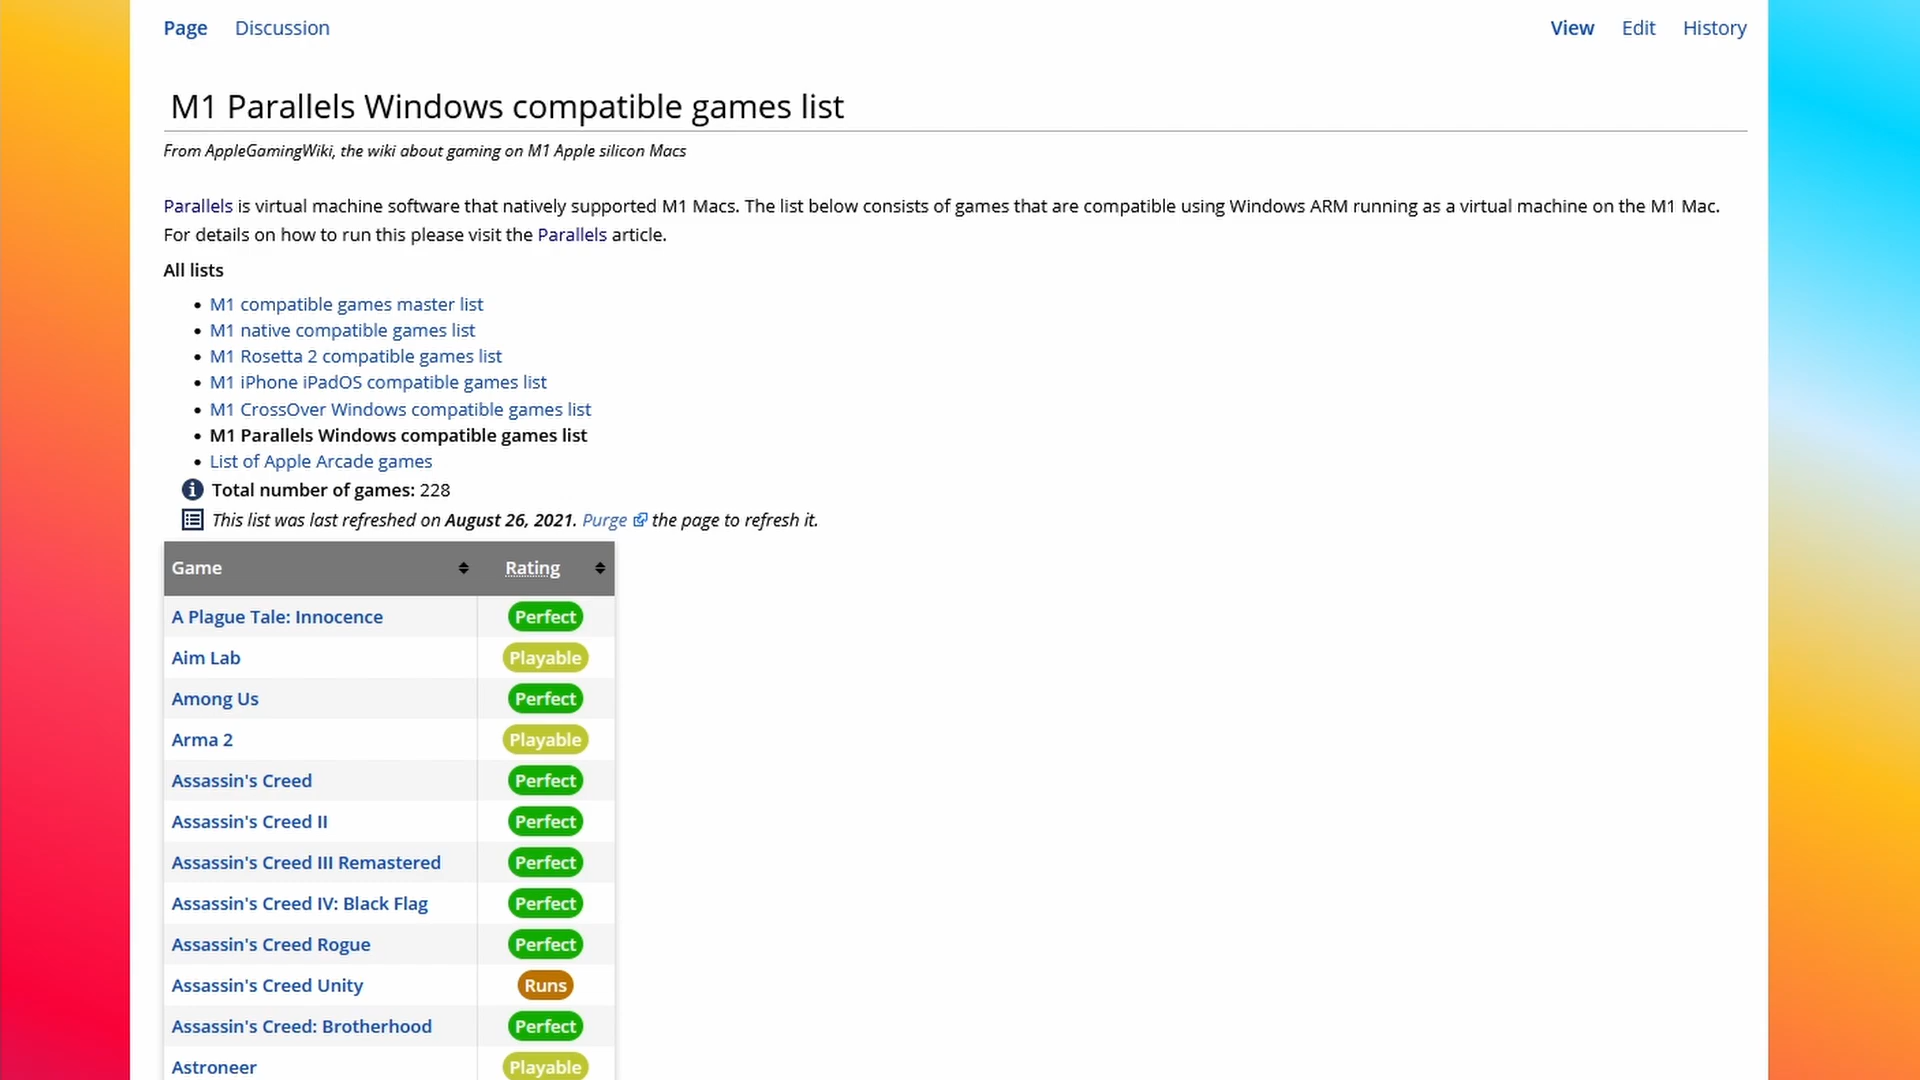 Page Discussion View Edit History
M1 Parallels Windows compatible games list
From AppleGamingWiki, the wiki about gaming on M1 Apple silicon Macs
Parallels is virtual machine software that natively supported M1 Macs. The list below consists of games that are compatible using Windows ARM running as a virtual machine on the M1 Mac.
For details on how to run this please visit the Parallels article.
All lists
M1 compatible games master list
M1 native compatible games list
M1 Rosetta 2 compatible games list
M1 iPhone iPadOS compatible games list
M1 CrossOver Windows compatible games list
M1 Parallels Windows compatible games list
List of Apple Arcade games
Total number of games: 228
This list was last refreshed on August 26, 2021. Purge the page to refresh it.
Game Rating
A Plague Tale: Innocence Perfect
Aim Lab Playable
Among Us Perfect
Arma 2 Playable
Assassin's Creed Perfect
Assassin's Creed II Perfect
Assassin's Creed III Remastered Perfect
Assassin's Creed IV: Black Flag Perfect
Assassin's Creed Rogue Perfect
Assassin's Creed Unity Runs
Assassin's Creed: Brotherhood Perfect
Astroneer Playable